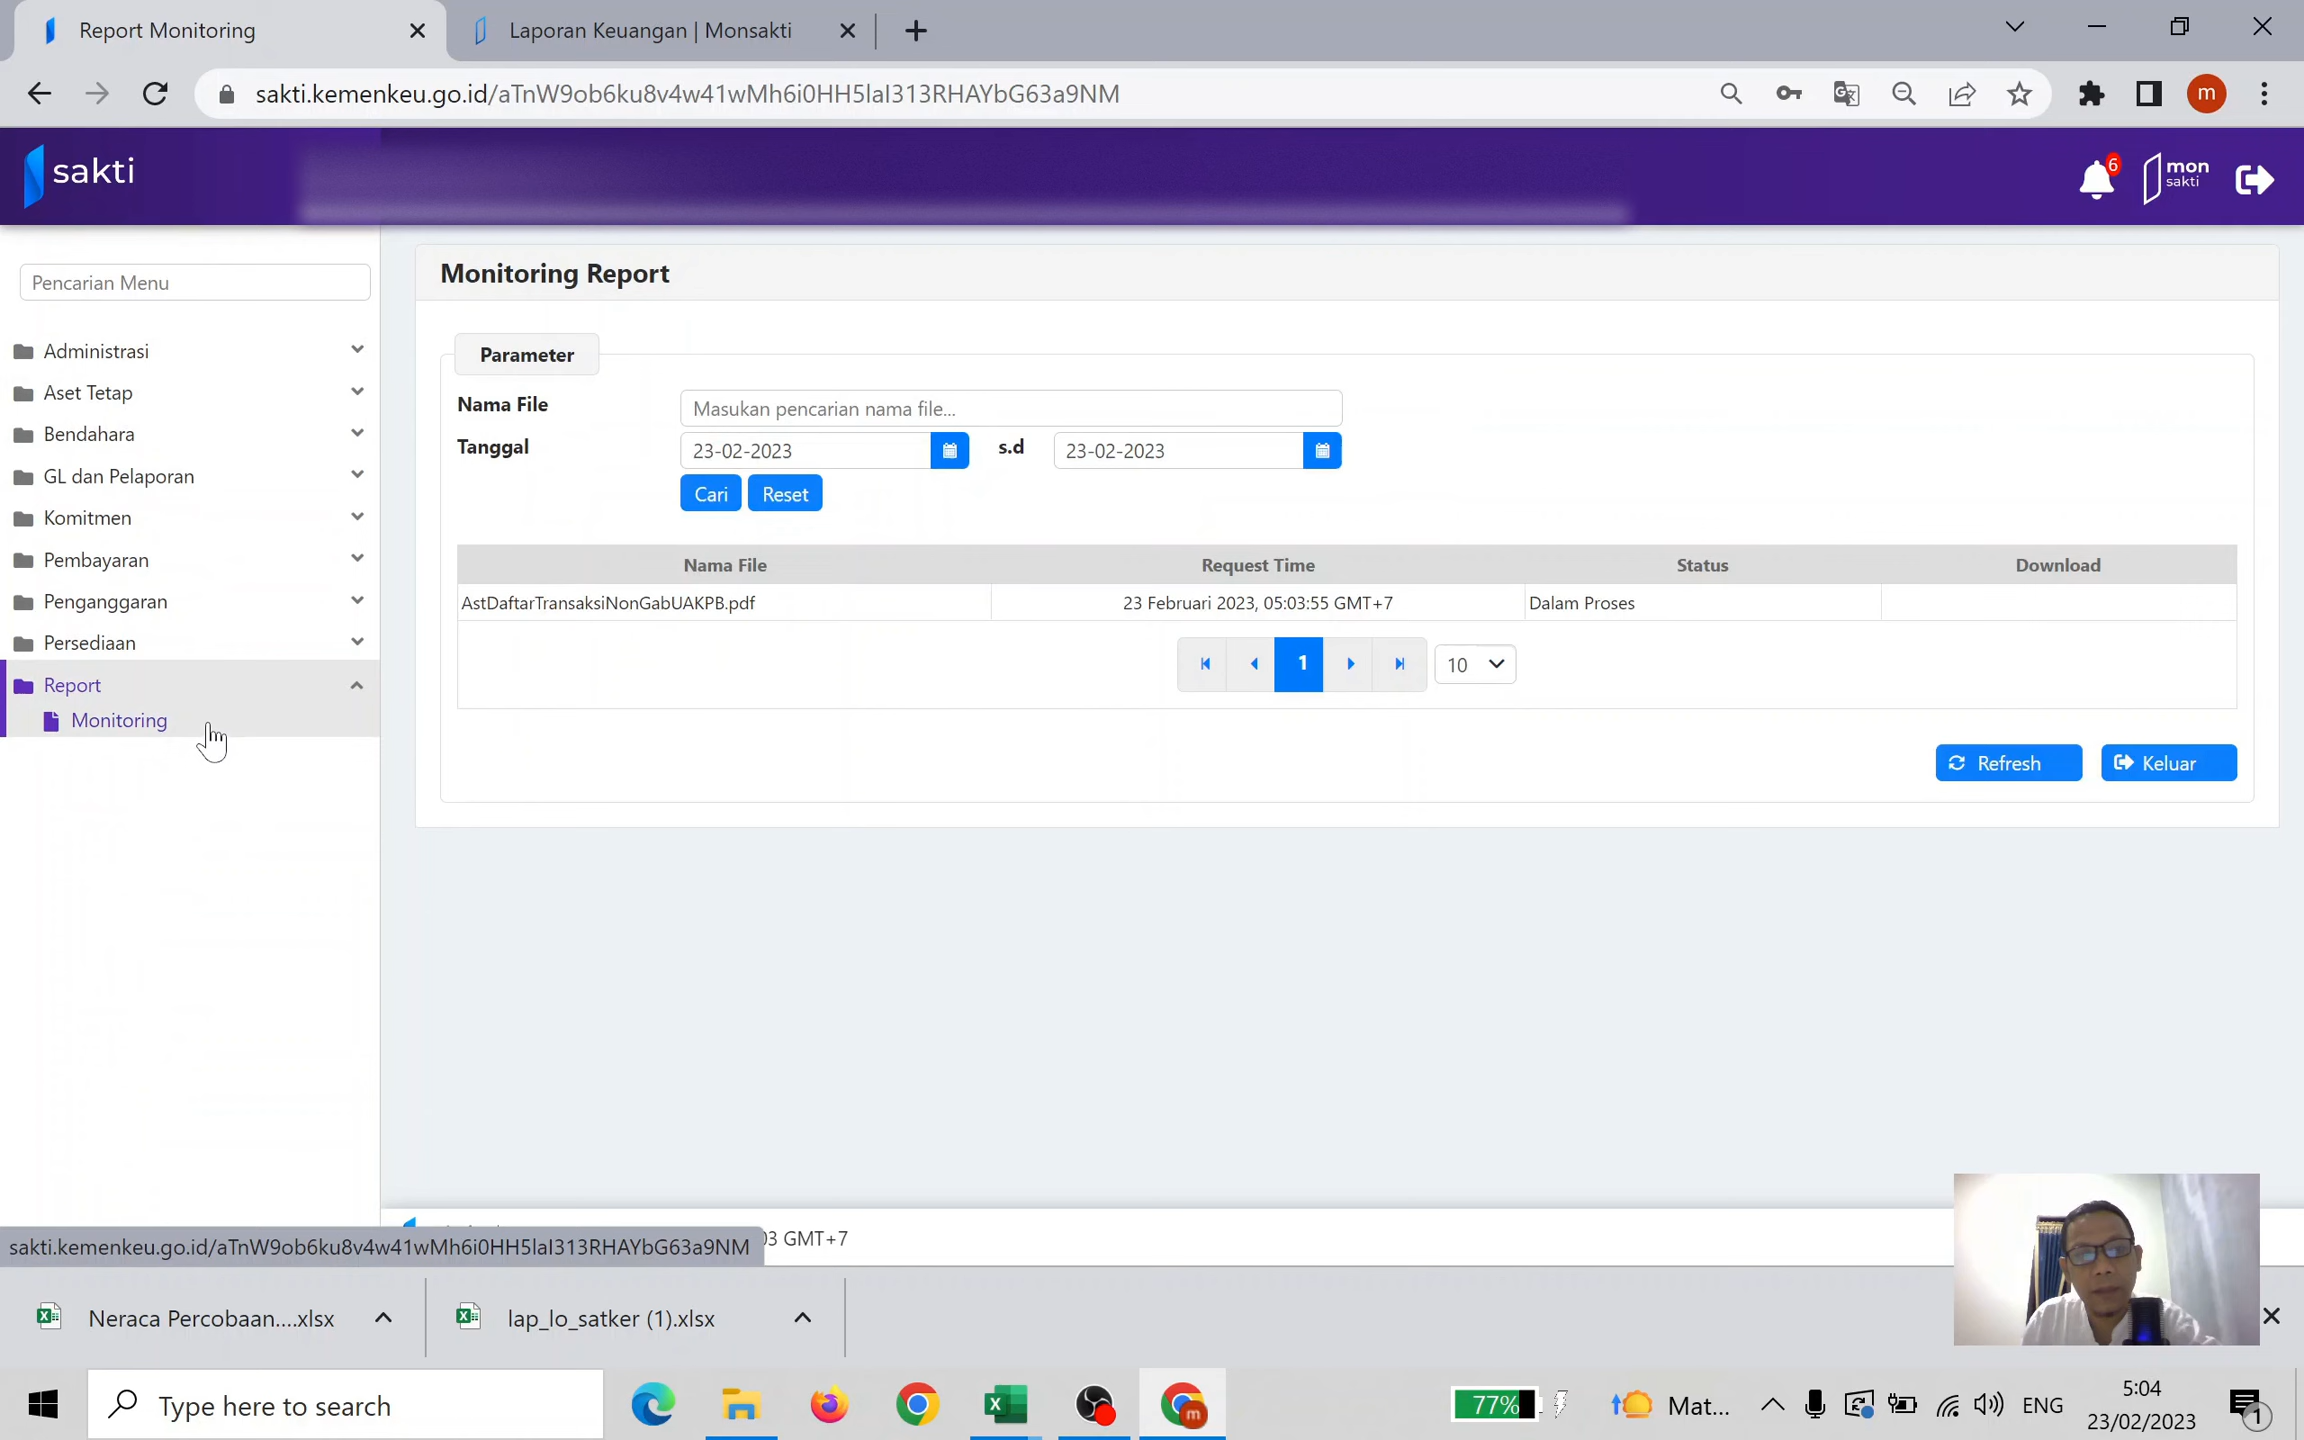 Report Monitoring
Laporan Keuangan | Monsakti
sakti.kemenkeu.go.id/aTnW9ob6ku8v4w41wMh6i0HH5laI313RHAYbG63a9NM
m
sakti
6
mon
sakti
Pencarian Menu
Administrasi
Aset Tetap
Bendahara
GL dan Pelaporan
Komitmen
Pembayaran
Penganggaran
Persediaan
Report
Monitoring
Monitoring Report
Parameter
Nama File
Masukan pencarian nama file...
Tanggal
23-02-2023
s.d
23-02-2023
Cari
Reset
Nama File
Request Time
Status
Download
AstDaftarTransaksiNonGabUAKPB.pdf
23 Februari 2023, 05:03:55 GMT+7
Dalam Proses
1
10
Refresh
Keluar
GMT+7
sakti.kemenkeu.go.id/aTnW9ob6ku8v4w41wMh6i0HH5laI313RHAYbG63a9NM
Neraca Percobaan....xlsx
lap_lo_satker (1).xlsx
Type here to search
m
77%
Mat...
ENG
5:04
23/02/2023
1